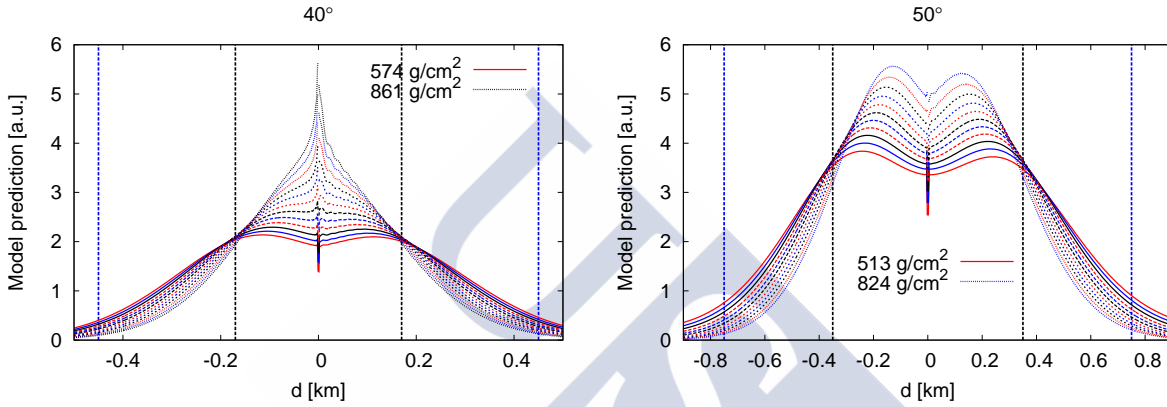 40°
Model prediction [a.u.]
6
5
4
3
2
1
0
574 g/cm²
861 g/cm²
-0.4 -0.2 0 0.2 0.4
d [km]
50°
Model prediction [a.u.]
6
5
4
3
2
1
0
513 g/cm²
824 g/cm²
-0.8 -0.6 -0.4 -0.2 0 0.2 0.4 0.6 0.8
d [km]